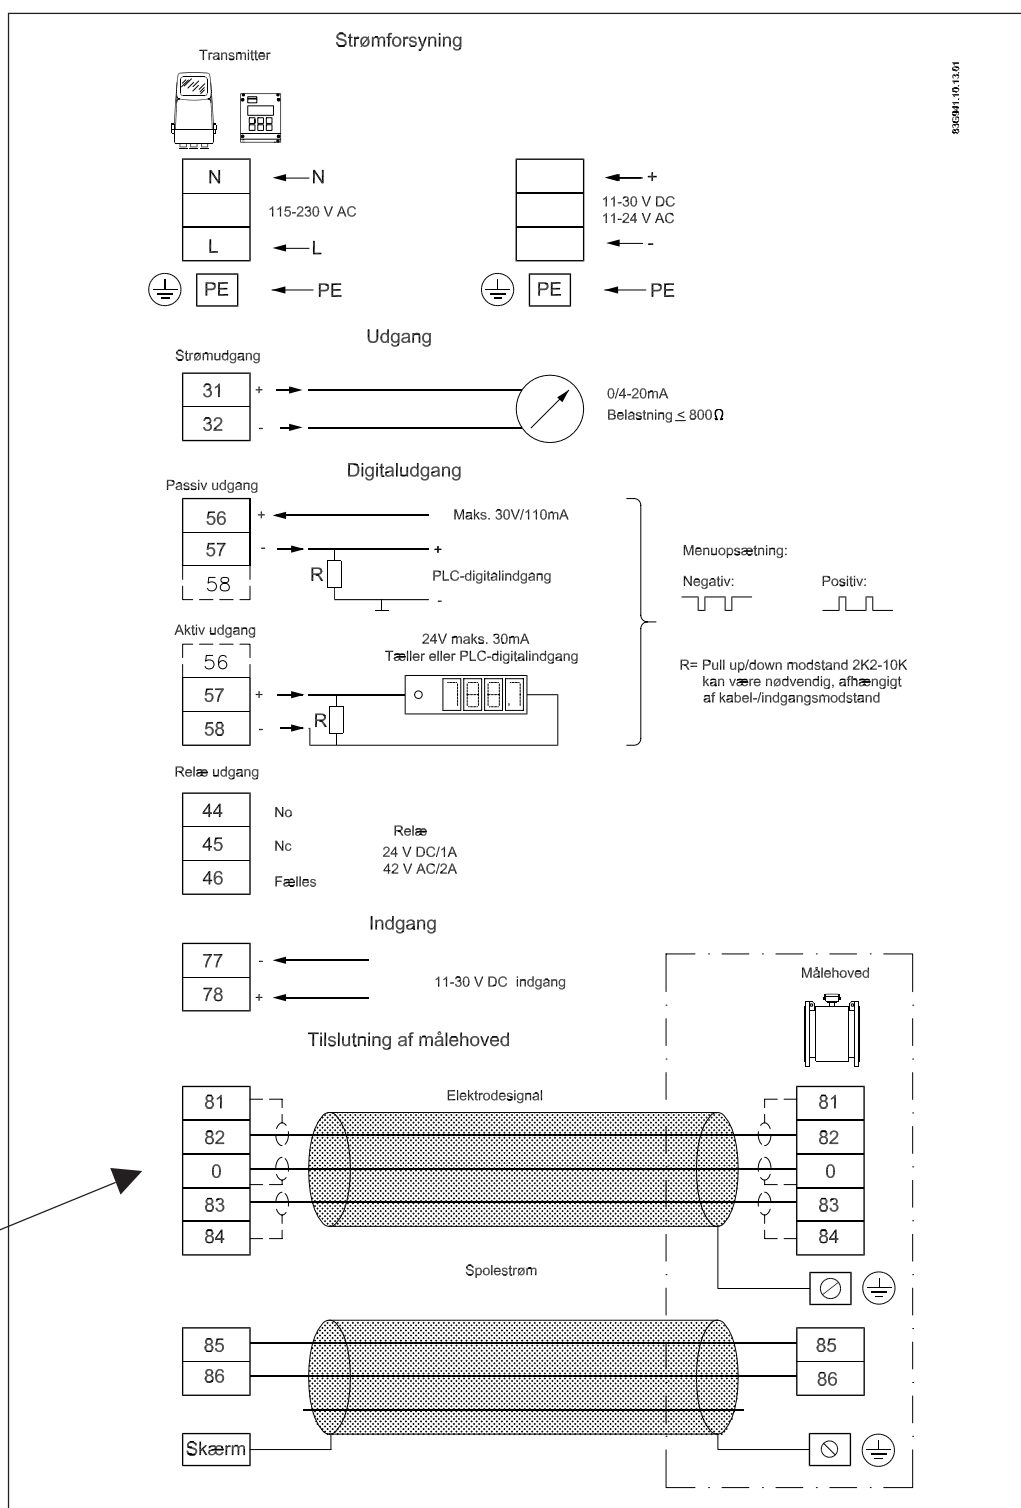 Strømforsyning
Transmitter
83694I.10.13.01
N
N
115-230 V AC
L
L
PE
PE
+
11-30 V DC
11-24 V AC
-
PE
PE
Udgang
Strømudgang
31 +
32 -
0/4-20mA
Belastning ≤ 800Ω
Digitaludgang
Passiv udgang
56 +
57 -
58
Maks. 30V/110mA
+
R
PLC-digitalindgang
-
Menuopsætning:
Negativ:
Positiv:
Aktiv udgang
56
57 +
58 -
24V maks. 30mA
Tæller eller PLC-digitalindgang
R
R= Pull up/down modstand 2K2-10K
kan være nødvendig, afhængigt
af kabel-/indgangsmodstand
Relæ udgang
44 No
45 Nc
46 Fælles
Relæ
24 V DC/1A
42 V AC/2A
Indgang
77 -
78 +
11-30 V DC indgang
Målehoved
Tilslutning af målehoved
Elektrodesignal
81 81
82 82
0 0
83 83
84 84
Spolestrøm
85 85
86 86
Skærm